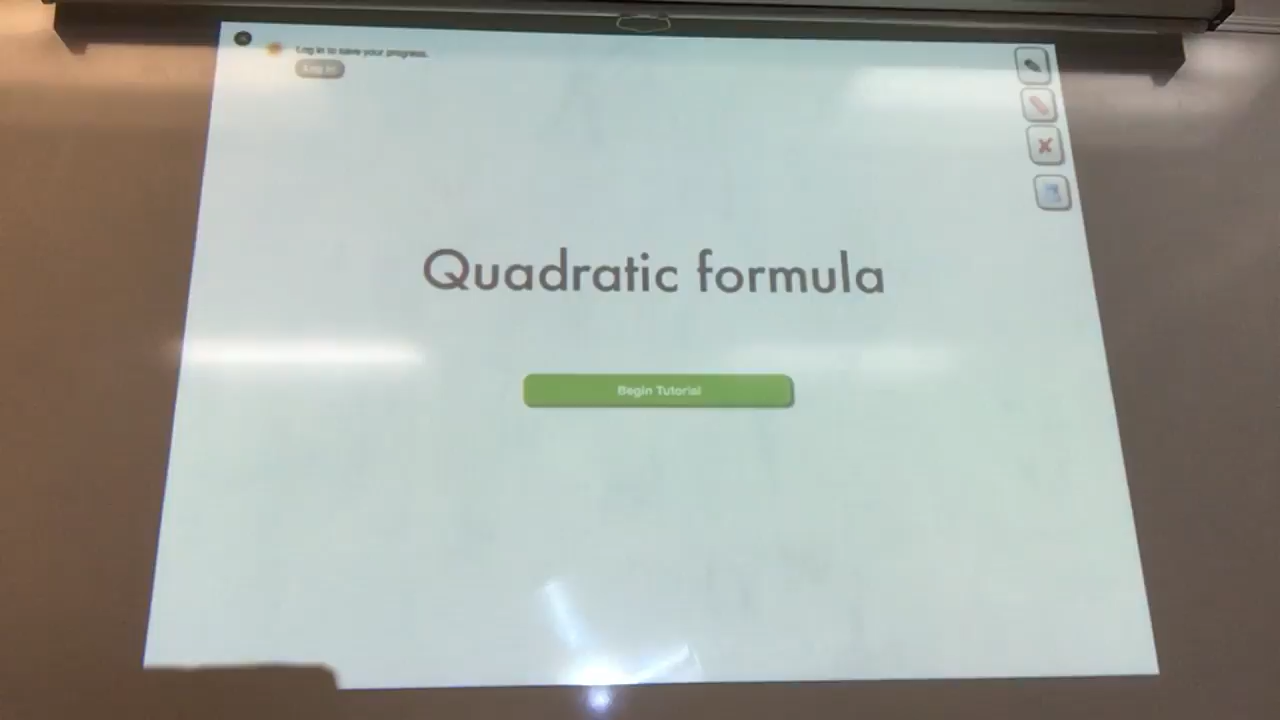 Log in to save your progress.
Log in
Quadratic formula
Begin Tutorial